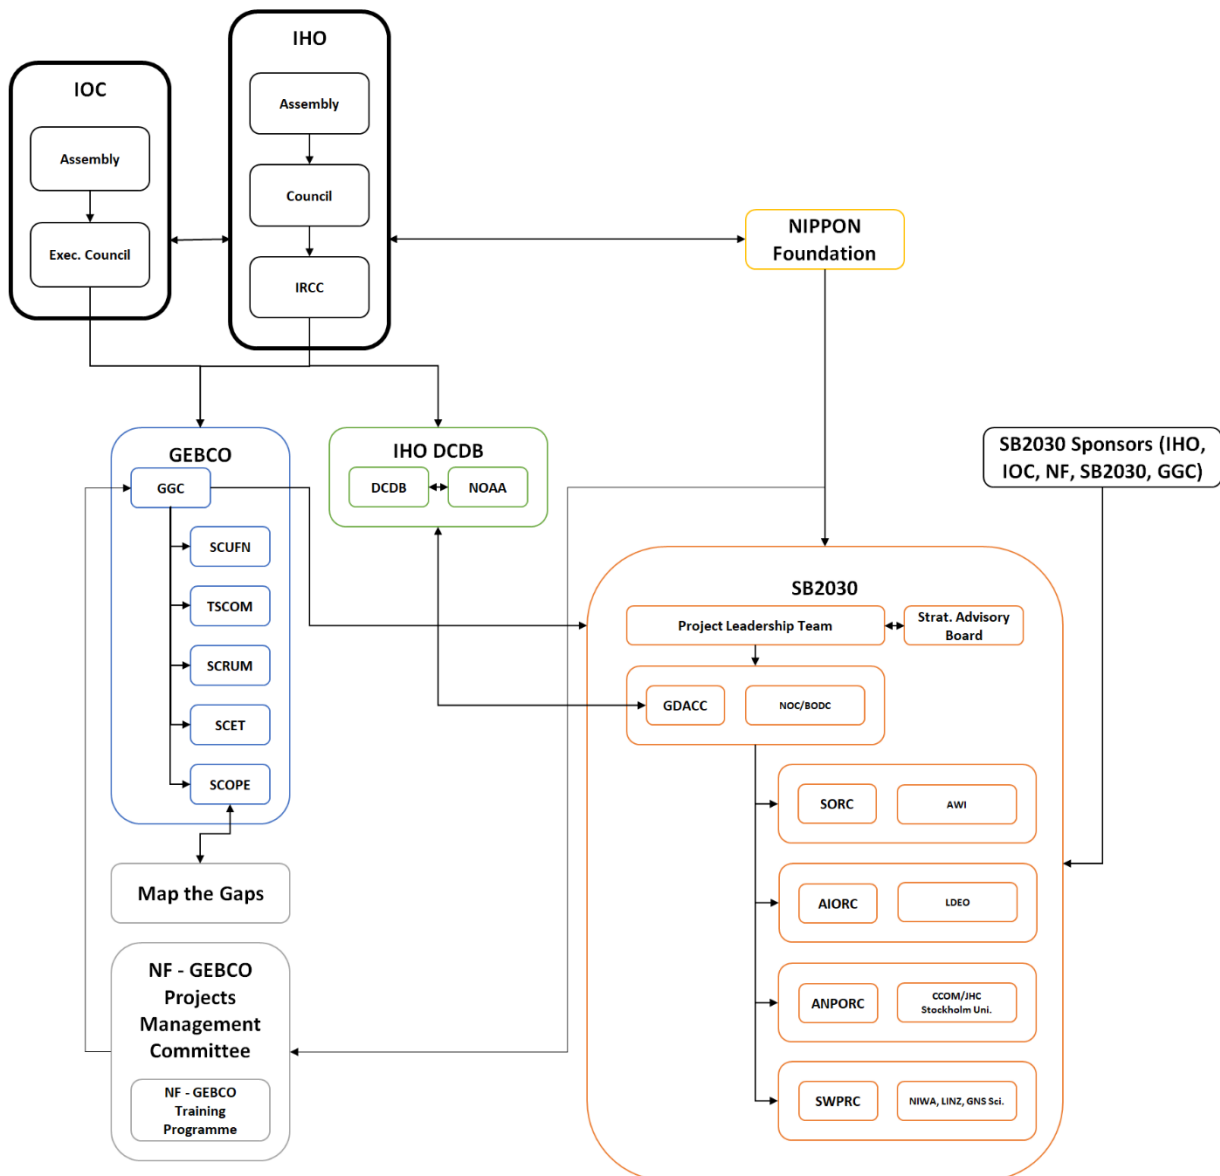 IOC
Assembly
Exec. Council
IHO
Assembly
Council
IRCC
NIPPON
Foundation
GEBCO
GGC
SCUFN
TSCOM
SCRUM
SCET
SCOPE
IHO DCDB
DCDB
NOAA
SB2030 Sponsors (IHO,
IOC, NF, SB2030, GGC)
SB2030
Project Leadership Team
Strat. Advisory
Board
GDACC
NOC/BODC
SORC
AWI
AIORC
LDEO
ANPORC
CCOM/JHC
Stockholm Uni.
SWPRC
NIWA, LINZ, GNS Sci.
Map the Gaps
NF - GEBCO
Projects
Management
Committee
NF - GEBCO
Training
Programme